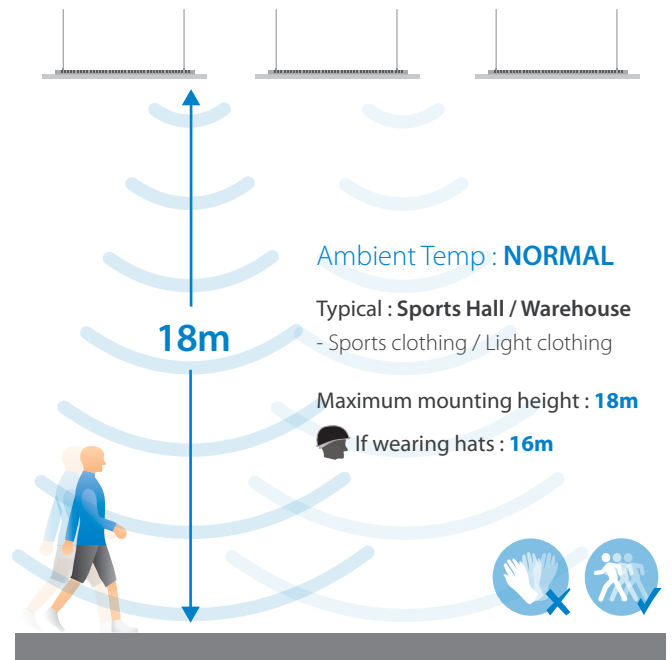 Ambient Temp : NORMAL
Typical : Sports Hall / Warehouse
- Sports clothing / Light clothing
18m
Maximum mounting height : 18m
If wearing hats : 16m